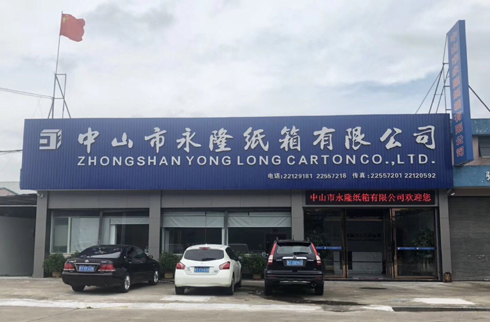 中山市永隆纸箱有限公司
ZHONGSHAN YONG LONG CARTON CO., LTD.
电话:22129181 22557218 传真:22557201 22120592
中山市永隆纸箱有限公司欢迎您